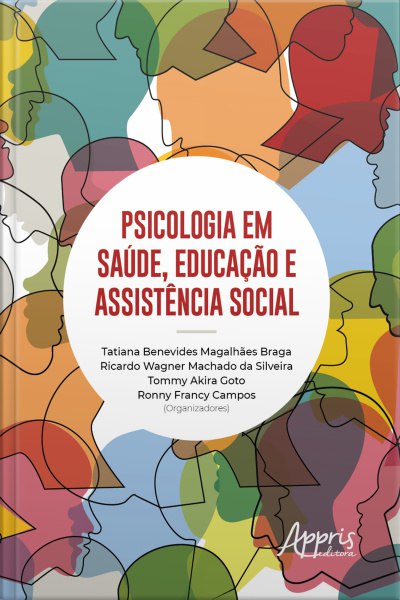 PSICOLOGIA EM
SAÚDE, EDUCAÇÃO E
ASSISTÊNCIA SOCIAL
Tatiana Benevides Magalhães Braga
Ricardo Wagner Machado da Silveira
Tommy Akira Goto
Ronny Francy Campos
(Organizadores)
Appris
editora